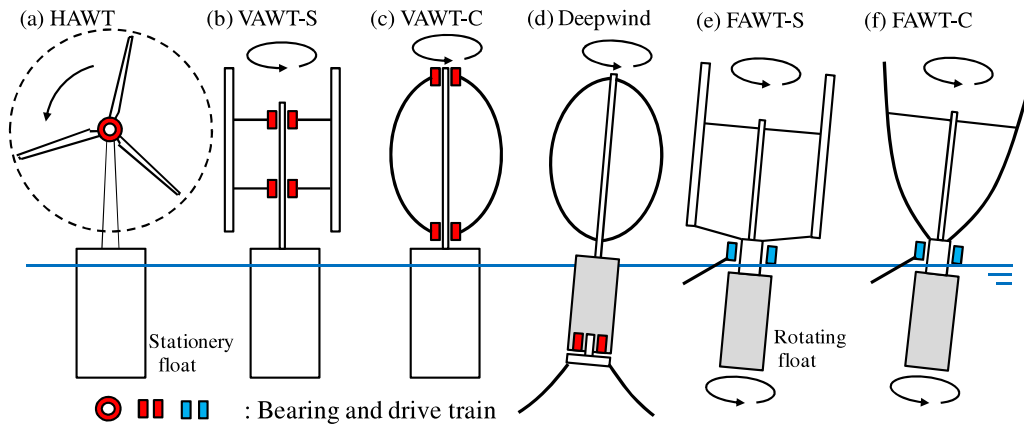 (a) HAWT
(b) VAWT-S
(c) VAWT-C
(d) Deepwind
(e) FAWT-S
(f) FAWT-C
Stationery
float
Rotating
float
: Bearing and drive train